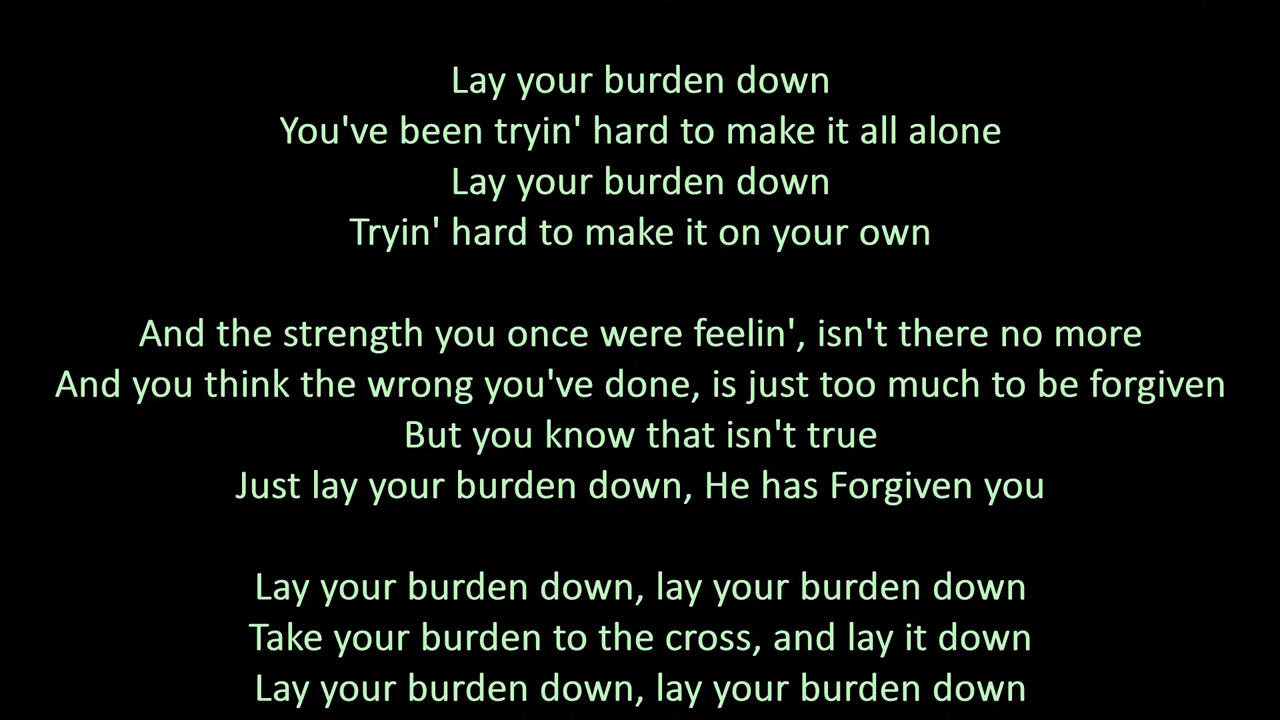 Lay your burden down
You've been tryin' hard to make it all alone
Lay your burden down
Tryin' hard to make it on your own
And the strength you once were feelin', isn't there no more
And you think the wrong you've done, is just too much to be forgiven
But you know that isn't true
Just lay your burden down, He has Forgiven you
Lay your burden down, lay your burden down
Take your burden to the cross, and lay it down
Lay your burden down, lay your burden down